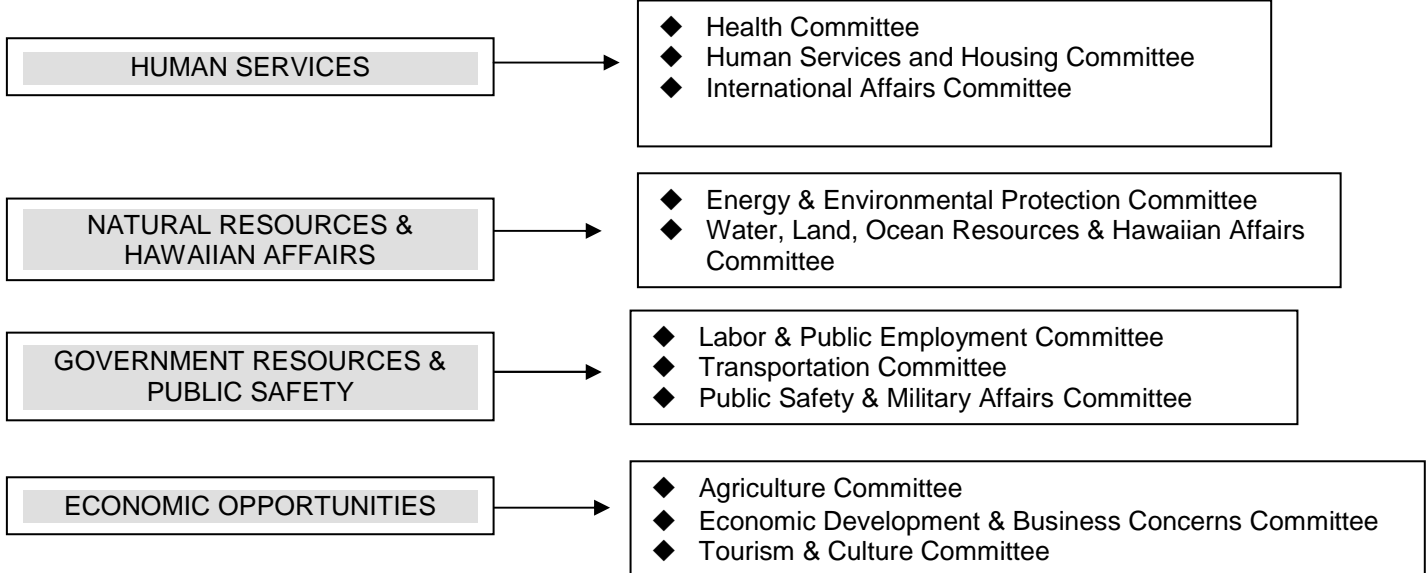 HUMAN SERVICES
◆ Health Committee
◆ Human Services and Housing Committee
◆ International Affairs Committee
NATURAL RESOURCES &
HAWAIIAN AFFAIRS
◆ Energy & Environmental Protection Committee
◆ Water, Land, Ocean Resources & Hawaiian Affairs
Committee
GOVERNMENT RESOURCES &
PUBLIC SAFETY
◆ Labor & Public Employment Committee
◆ Transportation Committee
◆ Public Safety & Military Affairs Committee
ECONOMIC OPPORTUNITIES
◆ Agriculture Committee
◆ Economic Development & Business Concerns Committee
◆ Tourism & Culture Committee